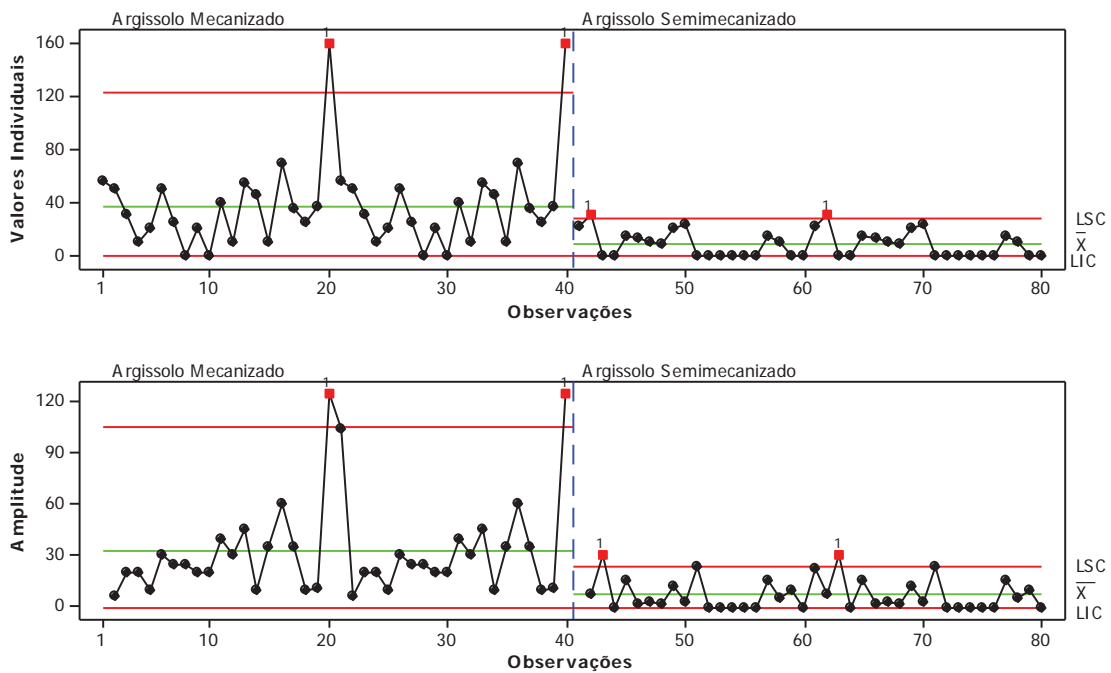 Argissolo Mecanizado Argissolo Semimecanizado
1 1
160
120
80
40
0
Valores Individuais
1 1
LSC
X
LIC
1 10 20 30 40 50 60 70 80
Observações
Argissolo Mecanizado Argissolo Semimecanizado
1 1
120
90
60
30
0
Amplitude
1 1
LSC
X
LIC
1 10 20 30 40 50 60 70 80
Observações